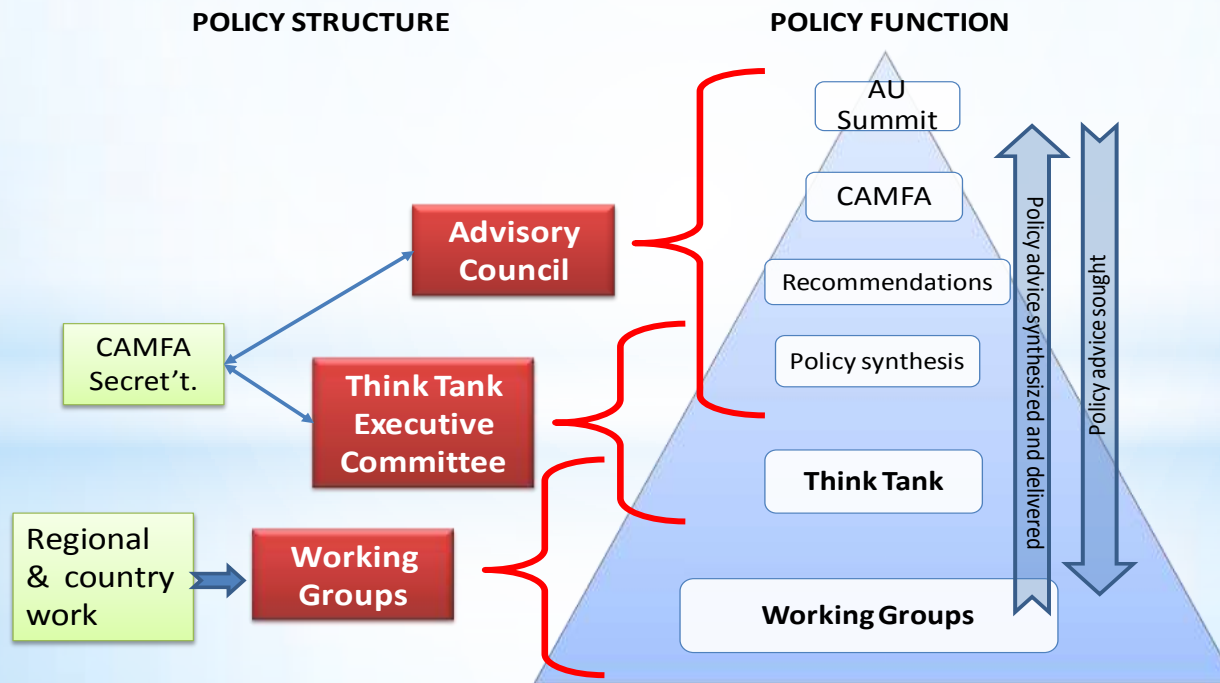 POLICY STRUCTURE
POLICY FUNCTION
AU
Summit
CAMFA
Advisory
Council
Recommendations
CAMFA
Secret’t.
Policy synthesis
Think Tank
Executive
Committee
Think Tank
Regional
& country
work
Working
Groups
Working Groups
Policy advice synthesized and delivered
Policy advice sought